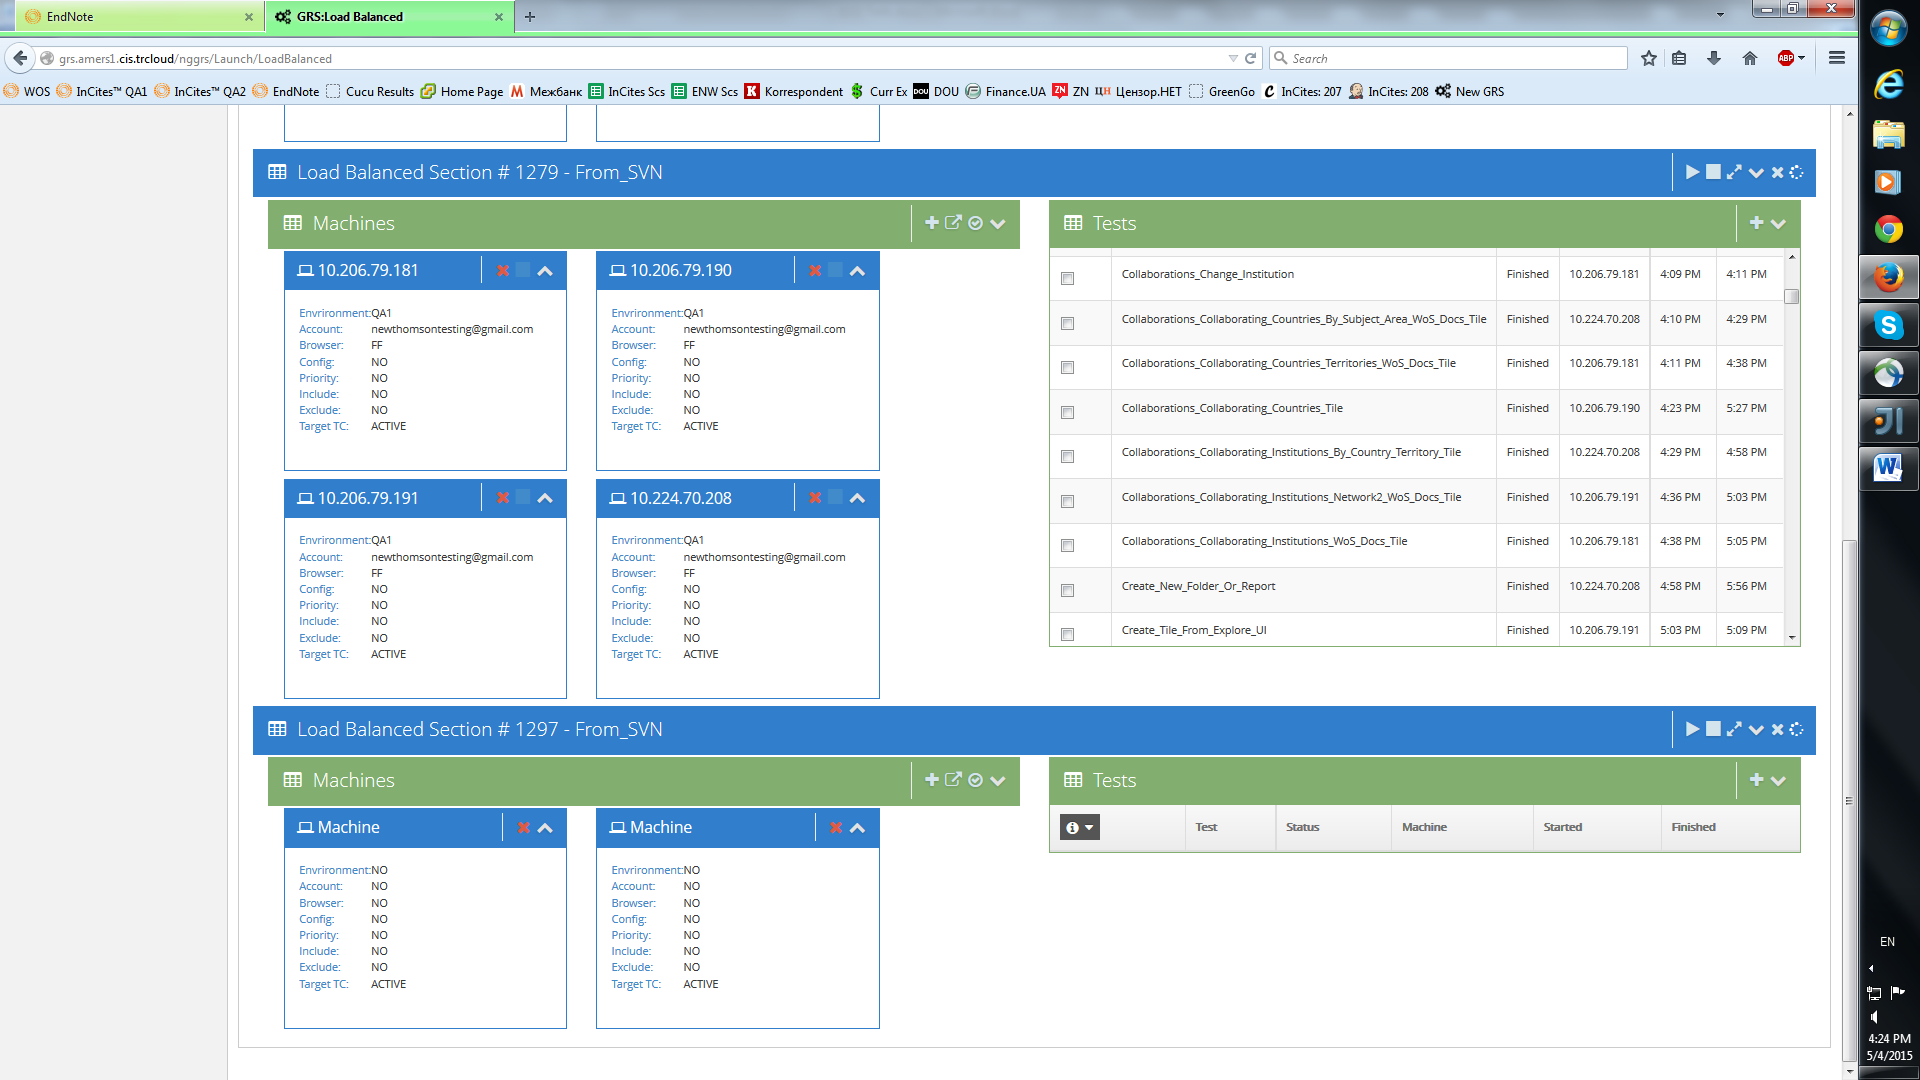 EndNote
GRS:Load Balanced
grs.amers1.cis.trcloud/nggrs/Launch/LoadBalanced
Search
ABP
WOS InCites™ QA1 InCites™ QA2 EndNote Cucu Results Home Page Межбанк InCites Scs ENW Scs Korrespondent Curr Ex DOU Finance.UA ZN Цензор.НЕТ GreenGo InCites: 207 InCites: 208 New GRS
Load Balanced Section # 1279 - From_SVN
Machines
10.206.79.181
Envrironment:QA1
Account: newthomsontesting@gmail.com
Browser: FF
Config: NO
Priority: NO
Include: NO
Exclude: NO
Target TC: ACTIVE
10.206.79.190
Envrironment:QA1
Account: newthomsontesting@gmail.com
Browser: FF
Config: NO
Priority: NO
Include: NO
Exclude: NO
Target TC: ACTIVE
10.206.79.191
Envrironment:QA1
Account: newthomsontesting@gmail.com
Browser: FF
Config: NO
Priority: NO
Include: NO
Exclude: NO
Target TC: ACTIVE
10.224.70.208
Envrironment:QA1
Account: newthomsontesting@gmail.com
Browser: FF
Config: NO
Priority: NO
Include: NO
Exclude: NO
Target TC: ACTIVE
Tests
Collaborations_Change_Institution Finished 10.206.79.181 4:09 PM 4:11 PM
Collaborations_Collaborating_Countries_By_Subject_Area_WoS_Docs_Tile Finished 10.224.70.208 4:10 PM 4:29 PM
Collaborations_Collaborating_Countries_Territories_WoS_Docs_Tile Finished 10.206.79.181 4:11 PM 4:38 PM
Collaborations_Collaborating_Countries_Tile Finished 10.206.79.190 4:23 PM 5:27 PM
Collaborations_Collaborating_Institutions_By_Country_Territory_Tile Finished 10.224.70.208 4:29 PM 4:58 PM
Collaborations_Collaborating_Institutions_Network2_WoS_Docs_Tile Finished 10.206.79.191 4:36 PM 5:03 PM
Collaborations_Collaborating_Institutions_WoS_Docs_Tile Finished 10.206.79.181 4:38 PM 5:05 PM
Create_New_Folder_Or_Report Finished 10.224.70.208 4:58 PM 5:56 PM
Create_Tile_From_Explore_UI Finished 10.206.79.191 5:03 PM 5:09 PM
Load Balanced Section # 1297 - From_SVN
Machines
Machine
Envrironment:NO
Account: NO
Browser: NO
Config: NO
Priority: NO
Include: NO
Exclude: NO
Target TC: ACTIVE
Machine
Envrironment:NO
Account: NO
Browser: NO
Config: NO
Priority: NO
Include: NO
Exclude: NO
Target TC: ACTIVE
Tests
Test Status Machine Started Finished
EN
4:24 PM
5/4/2015